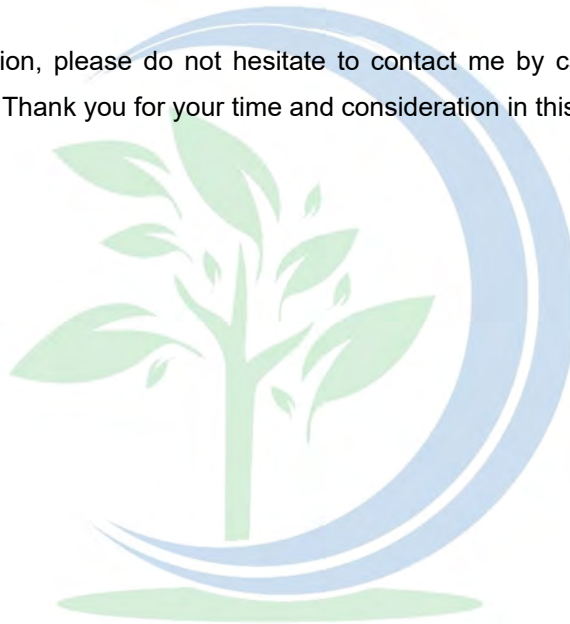 ion, please do not hesitate to contact me by c
Thank you for your time and consideration in this